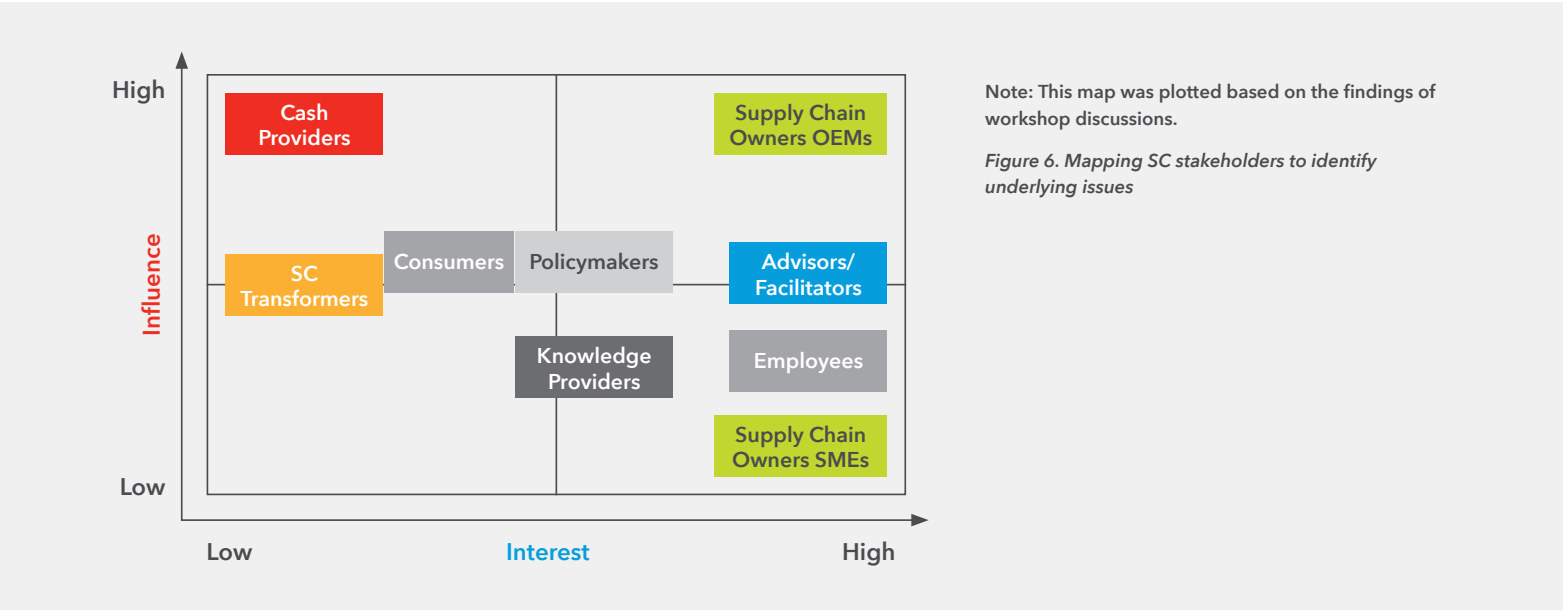 High
Cash
Providers
Supply Chain
Owners OEMs
Note: This map was plotted based on the findings of
workshop discussions.
Figure 6. Mapping SC stakeholders to identify
underlying issues
Influence
SC
Transformers
Consumers
Policymakers
Advisors/
Facilitators
Knowledge
Providers
Employees
Supply Chain
Owners SMEs
Low
Low
Interest
High